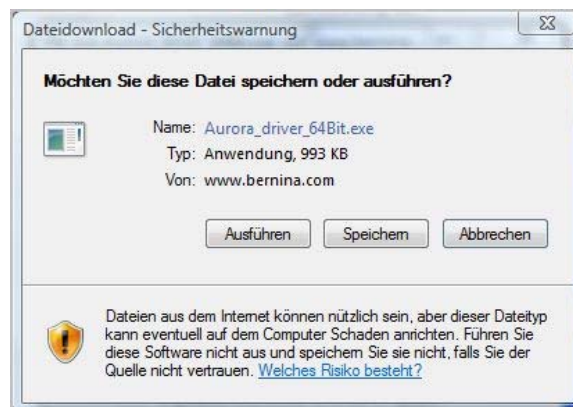 Dateidownload - Sicherheitswarnung
Möchten Sie diese Datei speichern oder ausführen?
Name: Aurora_driver_64Bit.exe
Typ: Anwendung, 993 KB
Von: www.bernina.com
Ausführen Speichern Abbrechen
Dateien aus dem Internet können nützlich sein, aber dieser Dateityp
kann eventuell auf dem Computer Schaden anrichten. Führen Sie
diese Software nicht aus und speichern Sie sie nicht, falls Sie der
Quelle nicht vertrauen. Welches Risiko besteht?